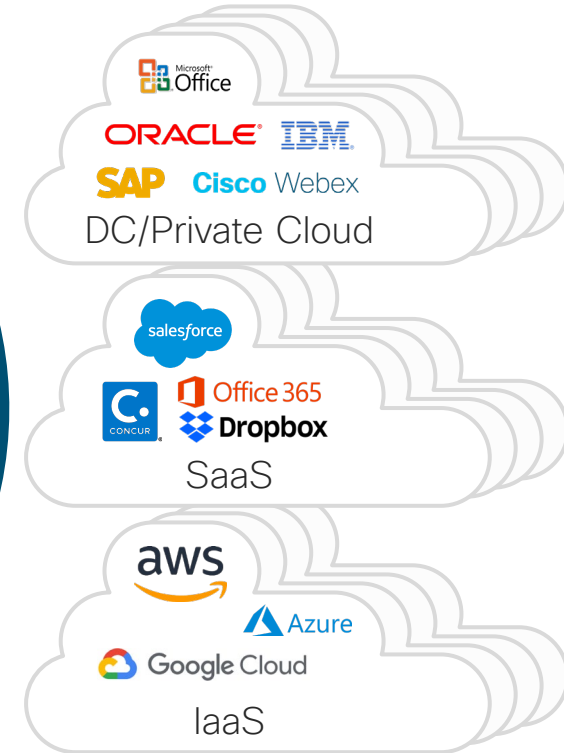 Microsoft®
Office
ORACLE® IBM®
SAP Cisco Webex
DC/Private Cloud
salesforce
C.
CONCUR®
Office 365
Dropbox
SaaS
aws
Azure
Google Cloud
IaaS